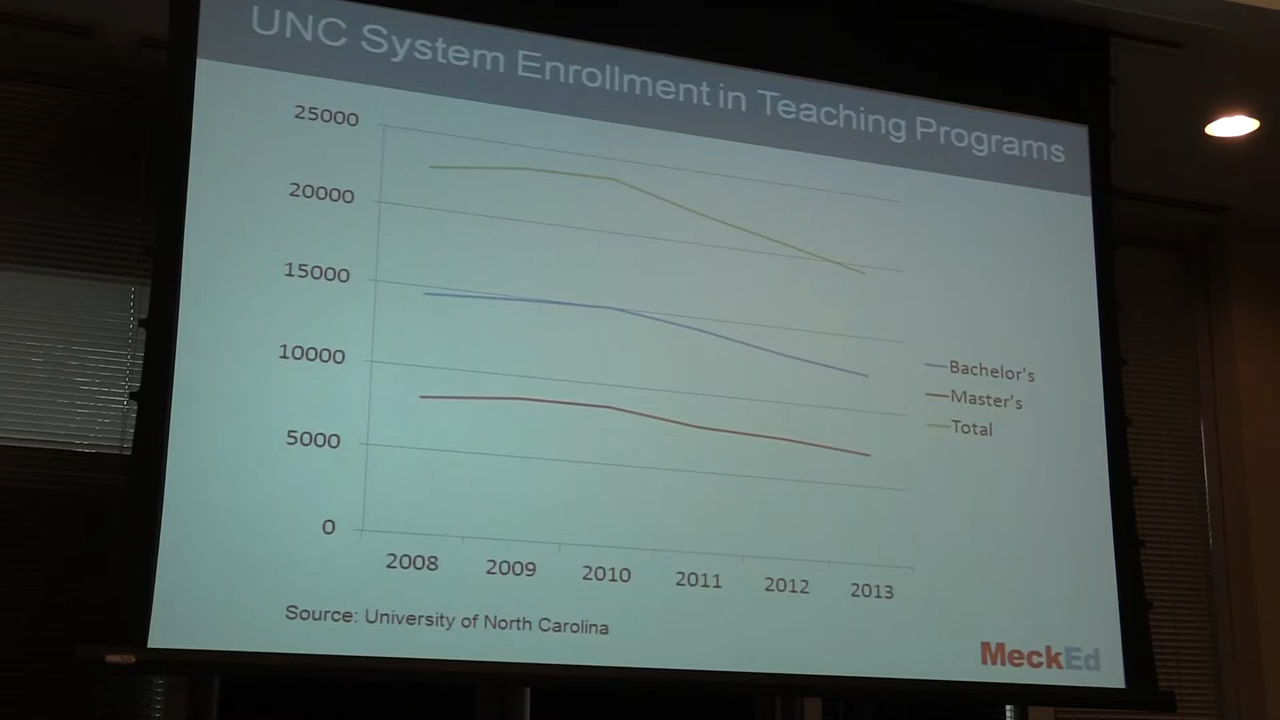 UNC System Enrollment in Teaching Programs
25000
20000
15000
10000
5000
0
2008 2009 2010 2011 2012 2013
Bachelor's
Master's
Total
Source: University of North Carolina
MeckEd